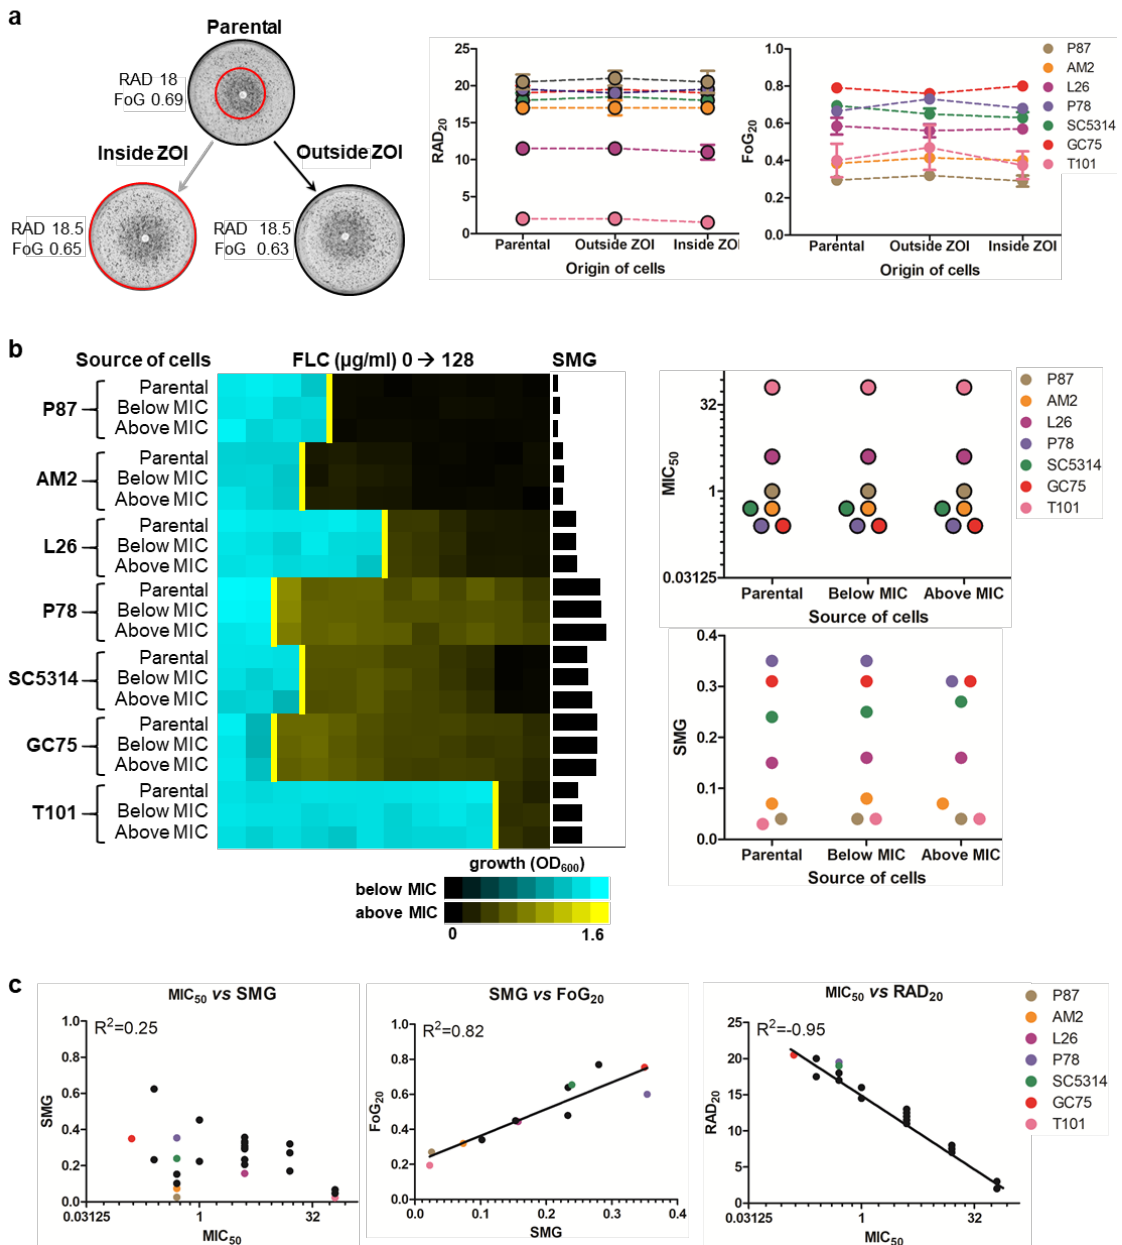 a
Parental
RAD 18
FoG 0.69
Inside ZOI
Outside ZOI
RAD 18.5
FoG 0.65
RAD 18.5
FoG 0.63
25
20
15
10
5
0
RAD20
Parental
Outside ZOI
Inside ZOI
Origin of cells
1.0
0.8
0.6
0.4
0.2
0.0
FoG20
Parental
Outside ZOI
Inside ZOI
Origin of cells
P87
AM2
L26
P78
SC5314
GC75
T101
b
Source of cells
FLC (µg/ml) 0 → 128
SMG
P87
Parental
Below MIC
Above MIC
AM2
Parental
Below MIC
Above MIC
L26
Parental
Below MIC
Above MIC
P78
Parental
Below MIC
Above MIC
SC5314
Parental
Below MIC
Above MIC
GC75
Parental
Below MIC
Above MIC
T101
Parental
Below MIC
Above MIC
growth (OD600)
below MIC
above MIC
0
1.6
32
1
0.03125
MIC50
Parental
Below MIC
Above MIC
Source of cells
P87
AM2
L26
P78
SC5314
GC75
T101
0.4
0.3
0.2
0.1
0.0
SMG
Parental
Below MIC
Above MIC
Source of cells
c
MIC50 vs SMG
R2=0.25
1.0
0.8
0.6
0.4
0.2
0.0
SMG
0.03125
1
32
MIC50
SMG vs FoG20
R2=0.82
1.0
0.8
0.6
0.4
0.2
0.0
FoG20
0.0
0.1
0.2
0.3
0.4
SMG
MIC50 vs RAD20
R2=-0.95
25
20
15
10
5
0
RAD20
0.03125
1
32
MIC50
P87
AM2
L26
P78
SC5314
GC75
T101